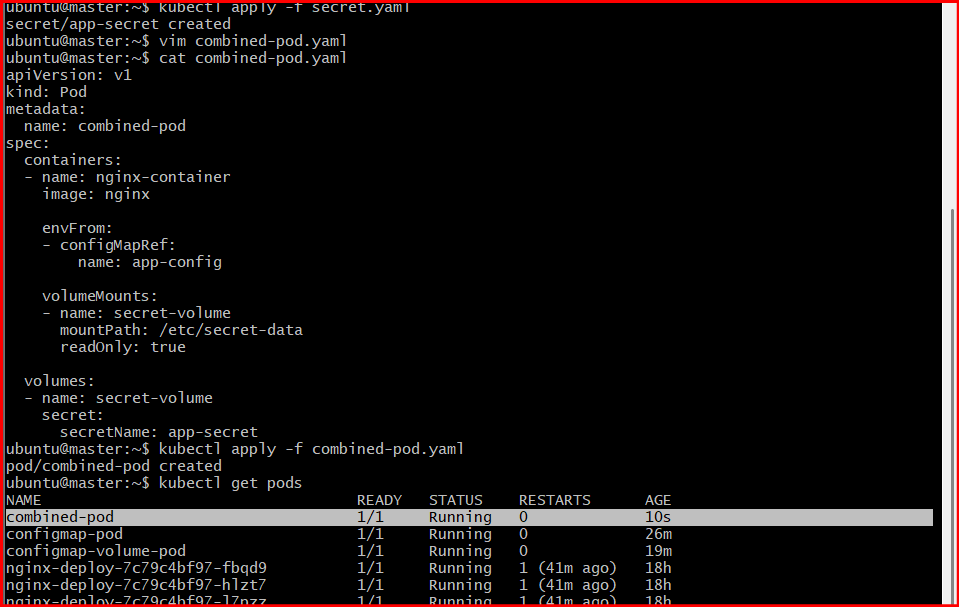 ubuntu@master:~$ kubectl apply -f secret.yaml
secret/app-secret created
ubuntu@master:~$ vim combined-pod.yaml
ubuntu@master:~$ cat combined-pod.yaml
apiVersion: v1
kind: Pod
metadata:
  name: combined-pod
spec:
  containers:
  - name: nginx-container
    image: nginx

    envFrom:
    - configMapRef:
        name: app-config

    volumeMounts:
    - name: secret-volume
      mountPath: /etc/secret-data
      readOnly: true

  volumes:
  - name: secret-volume
    secret:
      secretName: app-secret
ubuntu@master:~$ kubectl apply -f combined-pod.yaml
pod/combined-pod created
ubuntu@master:~$ kubectl get pods
NAME                                   READY   STATUS    RESTARTS      AGE
combined-pod                           1/1     Running   0             10s
configmap-pod                          1/1     Running   0             26m
configmap-volume-pod                   1/1     Running   0             19m
nginx-deploy-7c79c4bf97-fbqd9          1/1     Running   1 (41m ago)   18h
nginx-deploy-7c79c4bf97-hlzt7          1/1     Running   1 (41m ago)   18h
nginx-deploy-7c79c4bf97-l7pzz          1/1     Running   1 (41m ago)   18h